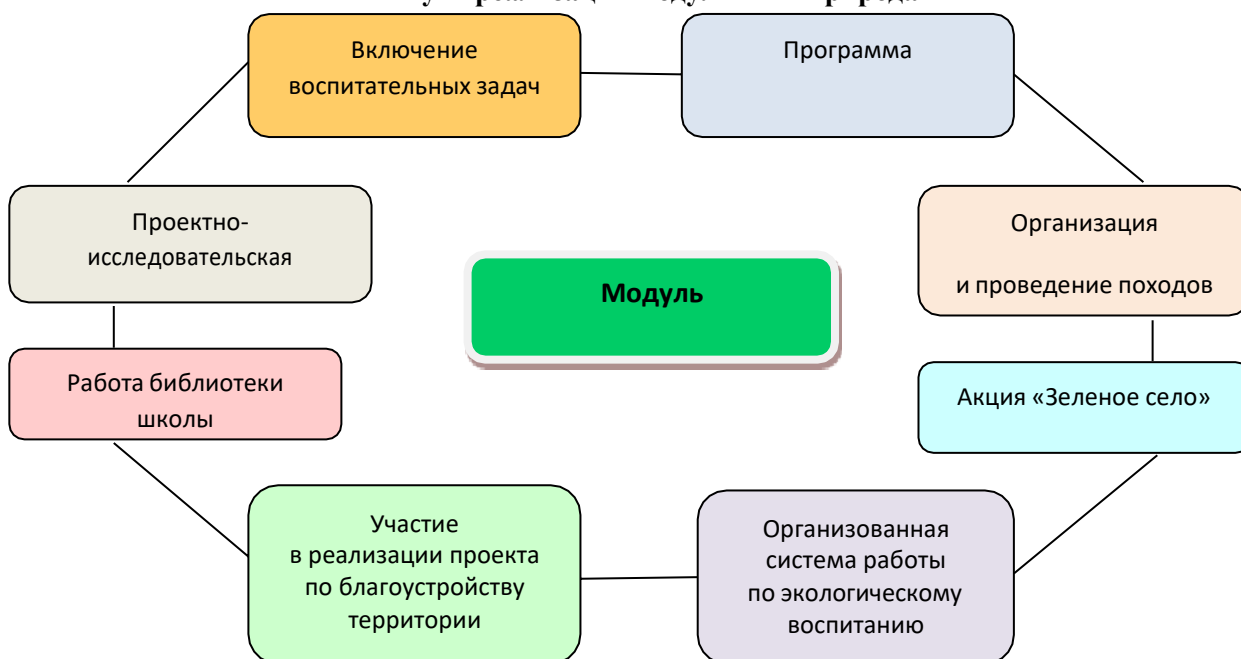 Включение
воспитательных задач
Программа
Проектно-
исследовательская
Организация
и проведение походов
Модуль
Работа библиотеки
школы
Акция «Зеленое село»
Участие
в реализации проекта
по благоустройству
территории
Организованная
система работы
по экологическому
воспитанию